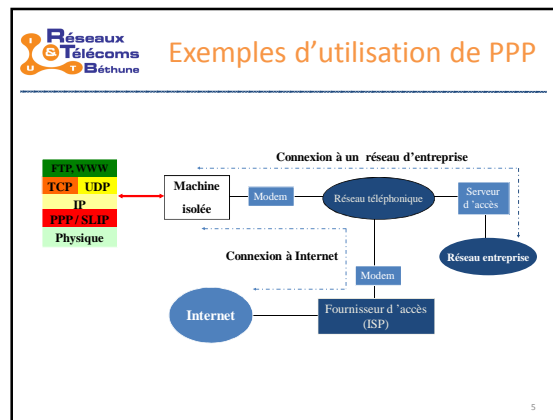 Réseaux
& Télécoms
Béthune
I
U
T
Exemples d’utilisation de PPP
Connexion à un réseau d’entreprise
FTP, WWW
TCP UDP
IP
PPP / SLIP
Physique
Machine
isolée
Modem
Réseau téléphonique
Serveur
d ’accès
Connexion à Internet
Réseau entreprise
Modem
Internet
Fournisseur d ’accès
(ISP)
5